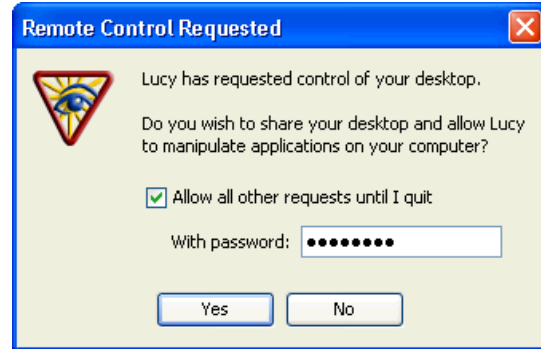 Remote Control Requested
Lucy has requested control of your desktop.
Do you wish to share your desktop and allow Lucy
to manipulate applications on your computer?
Allow all other requests until I quit
With password: ●●●●●●●●
Yes No